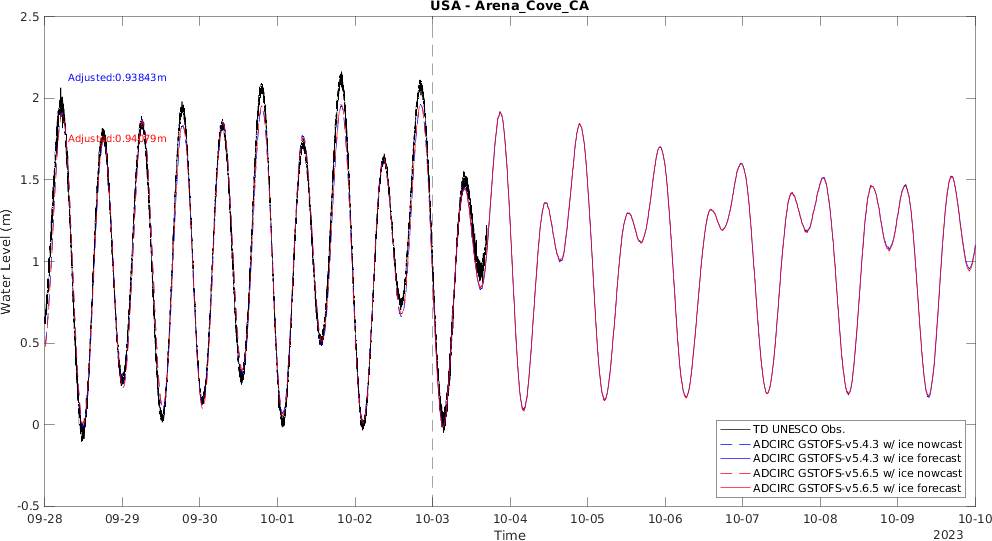 USA - Arena_Cove_CA
2.5
2
1.5
1
0.5
0
-0.5
Water Level (m)
Adjusted:0.93843m
09-28
09-29
09-30
10-01
10-02
10-03
10-04
10-05
10-06
10-07
10-08
10-09
10-10
Time
2023
TD UNESCO Obs.
ADCIRC GSTOFS-v5.4.3 w/ ice nowcast
ADCIRC GSTOFS-v5.4.3 w/ ice forecast
ADCIRC GSTOFS-v5.6.5 w/ ice nowcast
ADCIRC GSTOFS-v5.6.5 w/ ice forecast